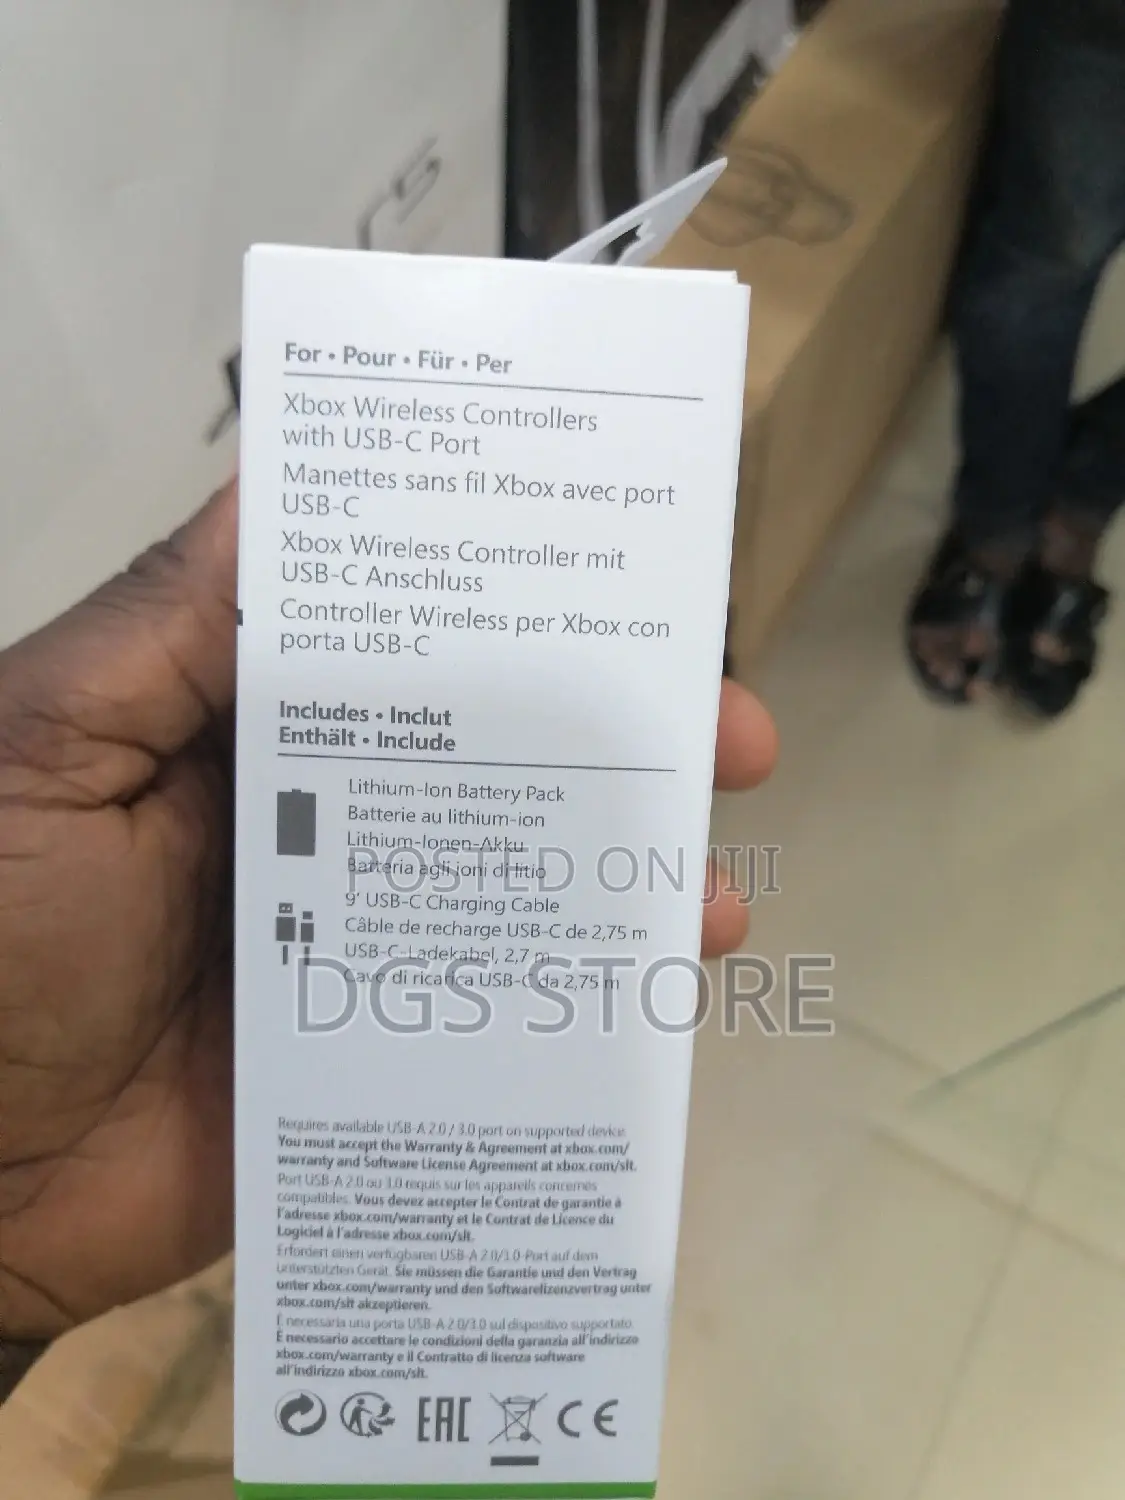 For • Pour • Für • Per
Xbox Wireless Controllers
with USB-C Port
Manettes sans fil Xbox avec port
USB-C
Xbox Wireless Controller mit
USB-C Anschluss
Controller Wireless per Xbox con
porta USB-C
Includes • Inclut
Enthält • Include
Lithium-Ion Battery Pack
Batterie au lithium-ion
Lithium-Ionen-Akku
Batteria agli ioni di litio
POSTED ON JIJI
9' USB-C Charging Cable
Câble de recharge USB-C de 2,75 m
USB-C-Ladekabel, 2,7 m
Cavo di ricarica USB-C da 2,75 m
DGS STORE
Requires available USB-A 2.0 / 3.0 port on supported device.
You must accept the Warranty & Agreement at xbox.com/
warranty and Software License Agreement at xbox.com/slt.
Port USB-A 2.0 ou 3.0 requis sur les appareils concernés
compatibles. Vous devez accepter le Contrat de garantie à
l'adresse xbox.com/warranty et le Contrat de Licence du
Logiciel à l'adresse xbox.com/slt.
Erfordert einen verfügbaren USB-A 2.0/3.0-Port auf dem
unterstützten Gerät. Sie müssen die Garantie und den Vertrag
unter xbox.com/warranty und den Softwarelizenzvertrag unter
xbox.com/slt akzeptieren.
È necessaria una porta USB-A 2.0/3.0 sul dispositivo supportato.
È necessario accettare le condizioni della garanzia all'indirizzo
xbox.com/warranty e il Contratto di licenza software
all'indirizzo xbox.com/slt.
EAC CE